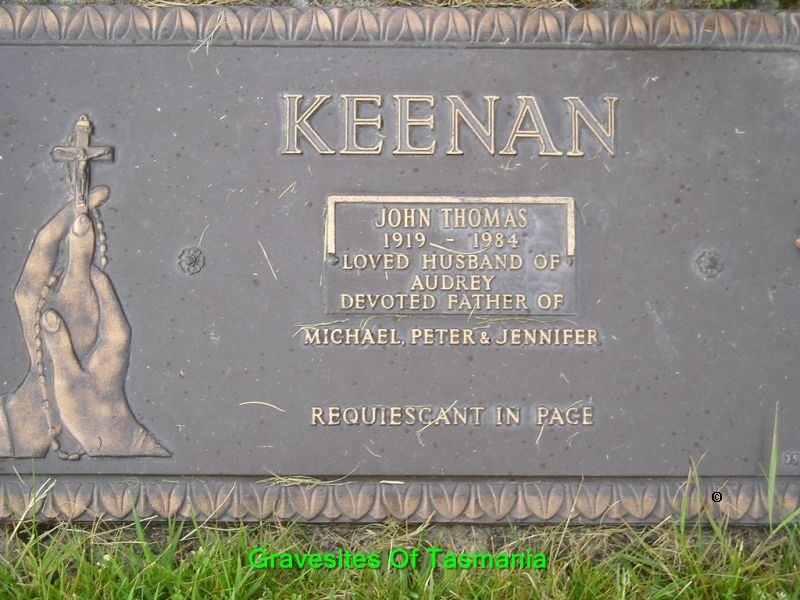 KEENAN
JOHN THOMAS
1919 - 1984
LOVED HUSBAND OF
AUDREY
DEVOTED FATHER OF
MICHAEL, PETER & JENNIFER
REQUIESCANT IN PACE
©
Gravesites Of Tasmania